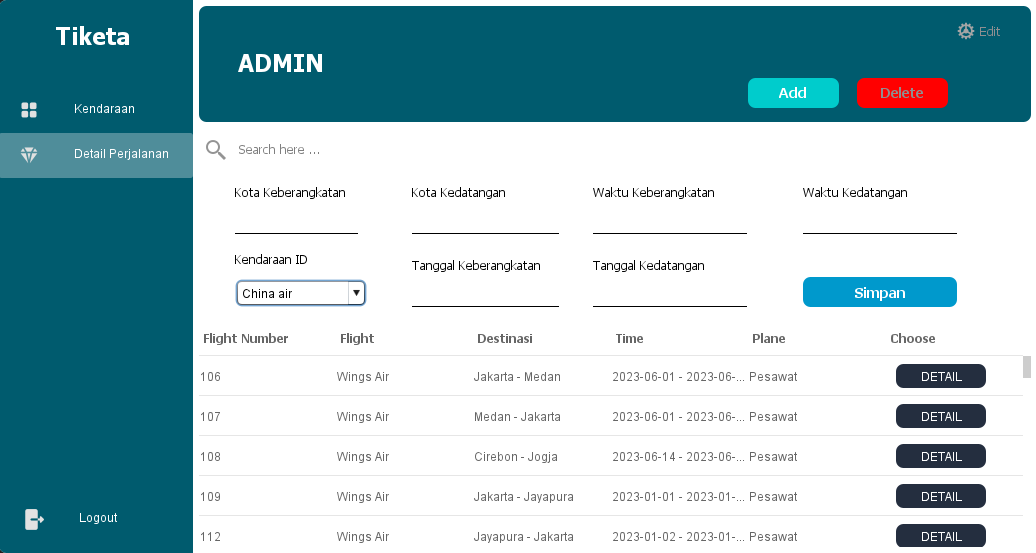 Tiketa
Kendaraan
Detail Perjalanan
Logout
Edit
ADMIN
Add Delete
Search here ...
Kota Keberangkatan Kota Kedatangan Waktu Keberangkatan Waktu Kedatangan
Kendaraan ID Tanggal Keberangkatan Tanggal Kedatangan
China air Simpan
Flight Number Flight Destinasi Time Plane Choose
106 Wings Air Jakarta - Medan 2023-06-01 - 2023-06-... Pesawat DETAIL
107 Wings Air Medan - Jakarta 2023-06-01 - 2023-06-... Pesawat DETAIL
108 Wings Air Cirebon - Jogja 2023-06-14 - 2023-06-... Pesawat DETAIL
109 Wings Air Jakarta - Jayapura 2023-01-01 - 2023-01-... Pesawat DETAIL
112 Wings Air Jayapura - Jakarta 2023-01-02 - 2023-01-... Pesawat DETAIL